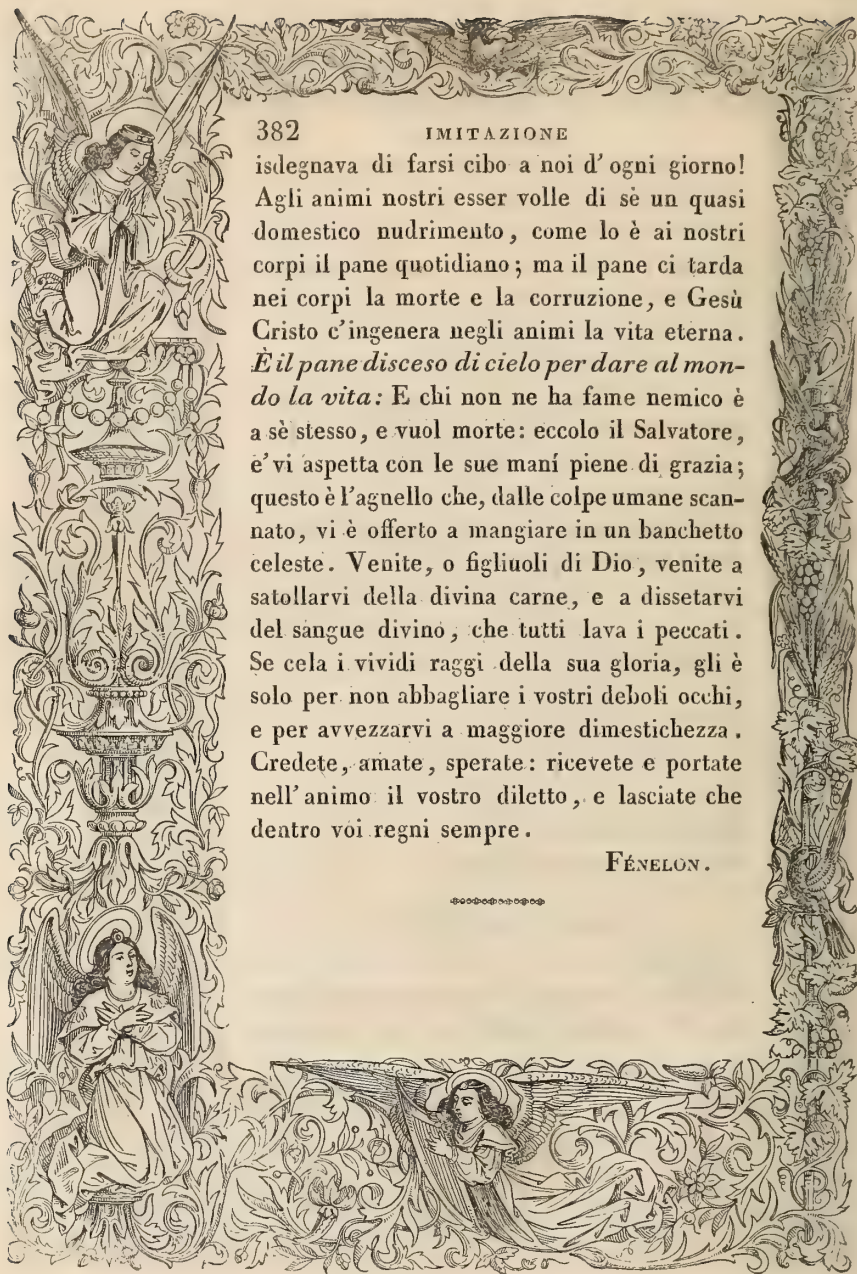 382 IMITAZIONE
isdegnava di farsi cibo a noi d'ogni giorno!
Agli animi nostri esser volle di sè un quasi
domestico nudrimento, come lo è ai nostri
corpi il pane quotidiano; ma il pane ci tarda
nei corpi la morte e la corruzione, e Gesù
Cristo c'ingenera negli animi la vita eterna.
È il pane disceso di cielo per dare al mon-
do la vita: E chi non ne ha fame nemico è
a sè stesso, e vuol morte: eccolo il Salvatore,
e' vi aspetta con le sue maní piene di grazia;
questo è l'agnello che, dalle colpe umane scan-
nato, vi è offerto a mangiare in un banchetto
celeste. Venite, o figliuoli di Dio, venite a
satollarvi della divina carne, e a dissetarvi
del sangue divino, che tutti lava i peccati.
Se cela i vividi raggi della sua gloria, gli è
solo per non abbagliare i vostri deboli occhi,
e per avvezzarvi a maggiore dimestichezza.
Credete, amate, sperate: ricevete e portate
nell'animo il vostro diletto, e lasciate che
dentro voi regni sempre.
FÉNELON.